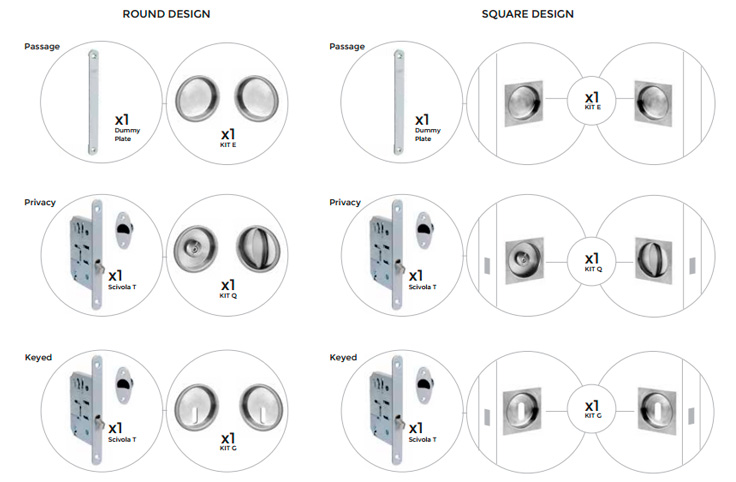 ROUND DESIGN
SQUARE DESIGN
Passage
x1
Dummy
Plate
x1
KIT E
Passage
x1
Dummy
Plate
x1
KIT E
Privacy
x1
Scivola T
x1
KIT Q
Privacy
x1
Scivola T
x1
KIT Q
Keyed
x1
Scivola T
x1
KIT G
Keyed
x1
Scivola T
x1
KIT G